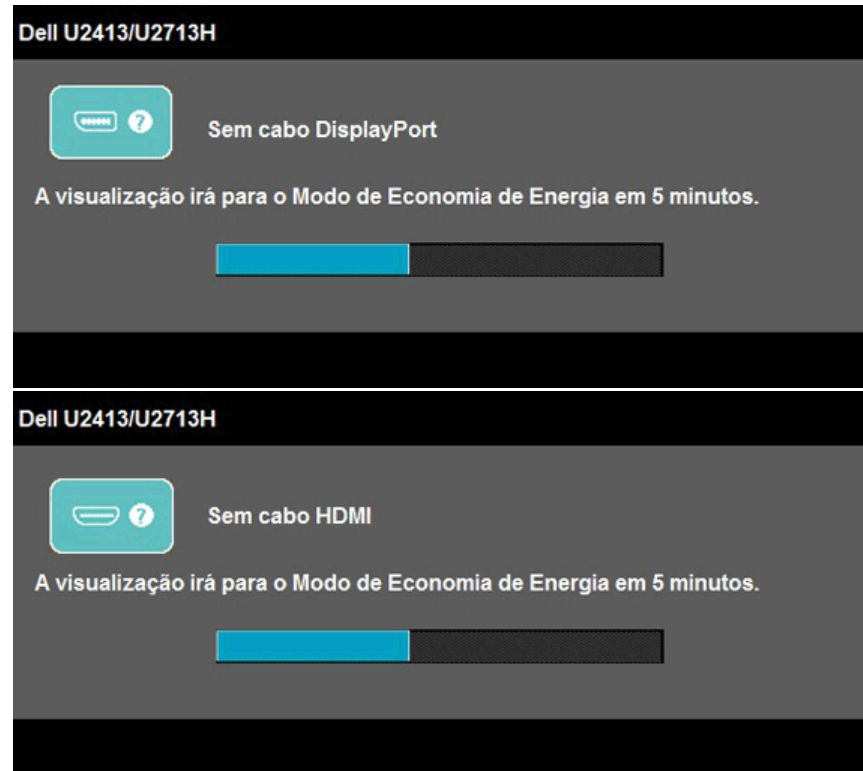 Dell U2413/U2713H
?
Sem cabo DisplayPort
A visualização irá para o Modo de Economia de Energia em 5 minutos.
Dell U2413/U2713H
?
Sem cabo HDMI
A visualização irá para o Modo de Economia de Energia em 5 minutos.